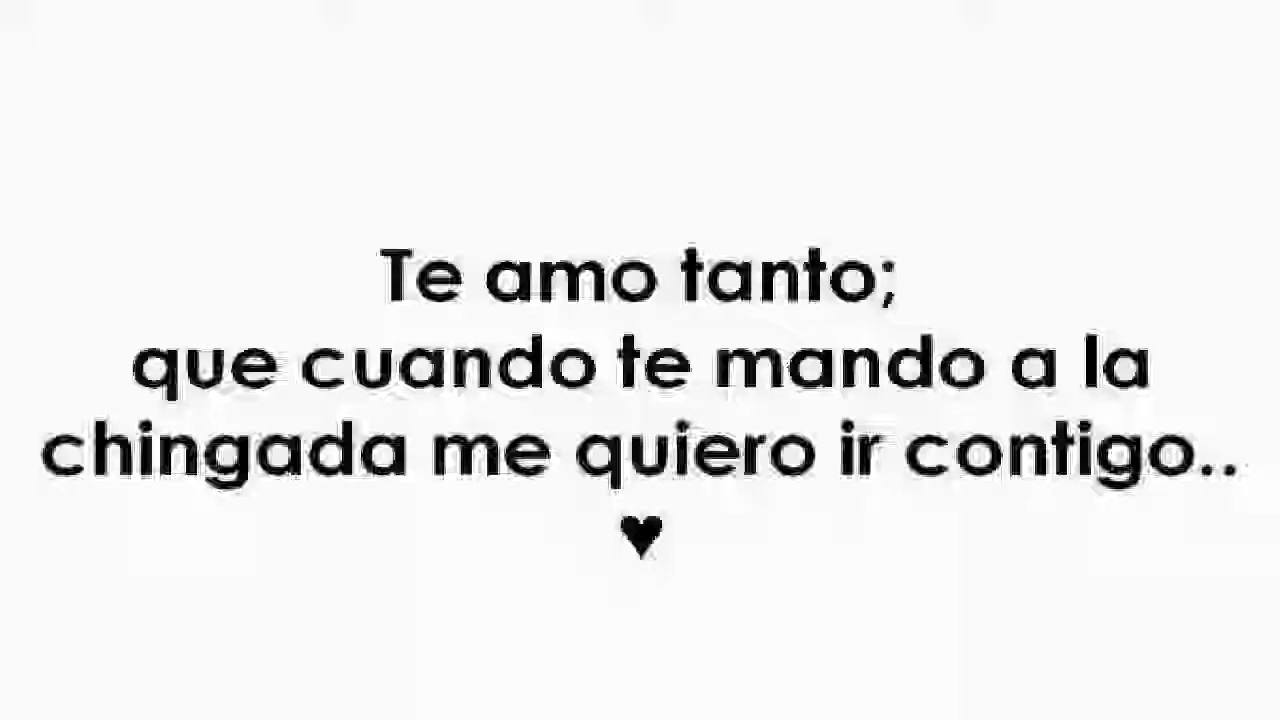 Te amo tanto;
que cuando te mando a la
chingada me quiero ir contigo..
♥